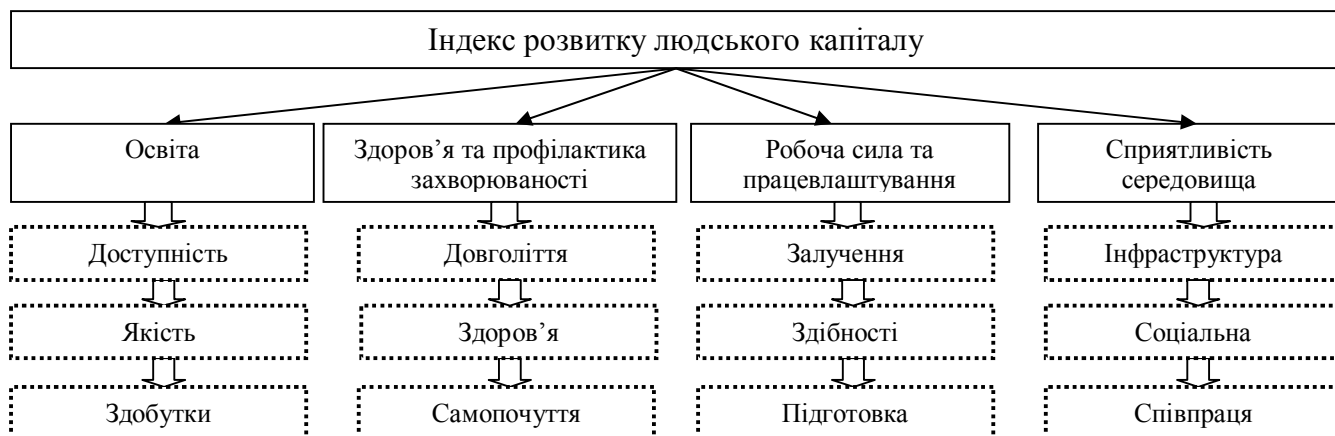 Індекс розвитку людського капіталу
Освіта
Здоров’я та профілактика
захворюваності
Робоча сила та
працевлаштування
Сприятливість
середовища
Доступність
Довголіття
Залучення
Інфраструктура
Якість
Здоров’я
Здібності
Соціальна
Здобутки
Самопочуття
Підготовка
Співпраця